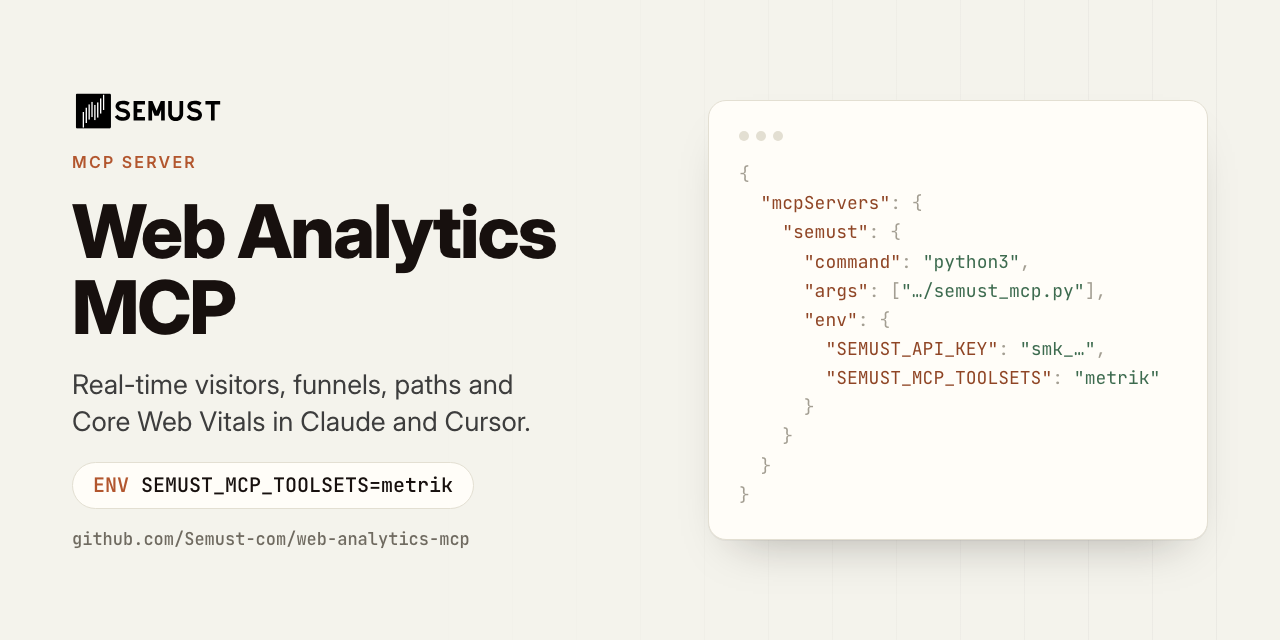 SEMUST
MCP SERVER
Web Analytics
MCP
Real-time visitors, funnels, paths and
Core Web Vitals in Claude and Cursor.
ENV SEMUST_MCP_TOOLSETS=metrik
github.com/Semust-com/web-analytics-mcp
{
  "mcpServers": {
    "semust": {
      "command": "python3",
      "args": ["…/semust_mcp.py"],
      "env": {
        "SEMUST_API_KEY": "smk_…",
        "SEMUST_MCP_TOOLSETS": "metrik"
      }
    }
  }
}